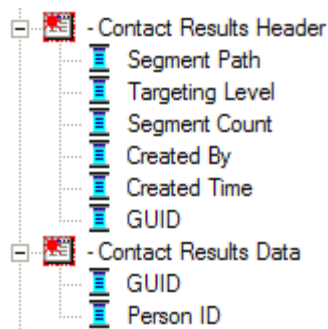 - Contact Results Header
Segment Path
Targeting Level
Segment Count
Created By
Created Time
GUID
- Contact Results Data
GUID
Person ID